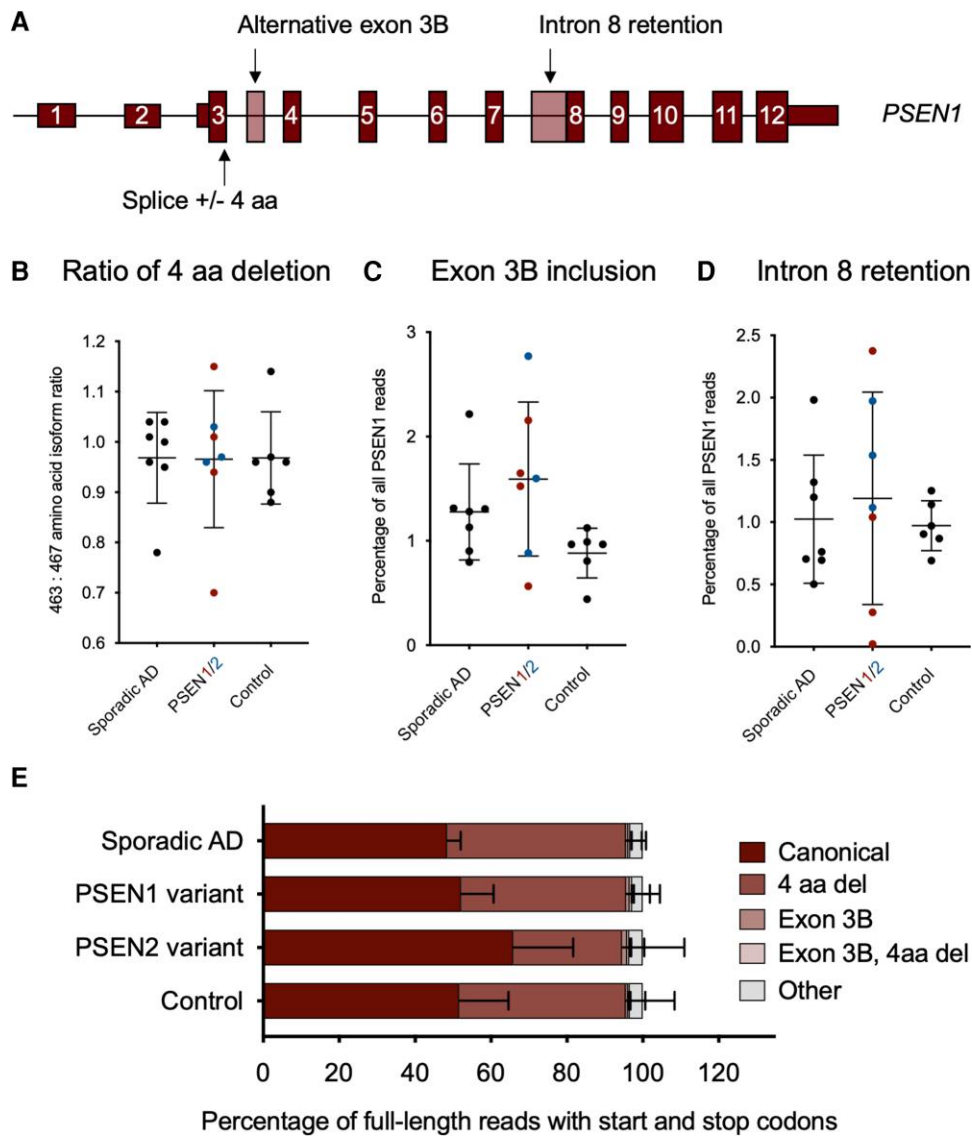 A
Alternative exon 3B
Intron 8 retention
1 2 3 4 5 6 7 8 9 10 11 12
PSEN1
Splice +/- 4 aa
B Ratio of 4 aa deletion
463 : 467 amino acid isoform ratio
1.2
1.1
1.0
0.9
0.8
0.7
0.6
Sporadic AD
PSEN1/2
Control
C Exon 3B inclusion
Percentage of all PSEN1 reads
3
2
1
0
Sporadic AD
PSEN1/2
Control
D Intron 8 retention
Percentage of all PSEN1 reads
2.5
2.0
1.5
1.0
0.5
0.0
Sporadic AD
PSEN1/2
Control
E
Sporadic AD
PSEN1 variant
PSEN2 variant
Control
0 20 40 60 80 100 120
Percentage of full-length reads with start and stop codons
Canonical
4 aa del
Exon 3B
Exon 3B, 4aa del
Other